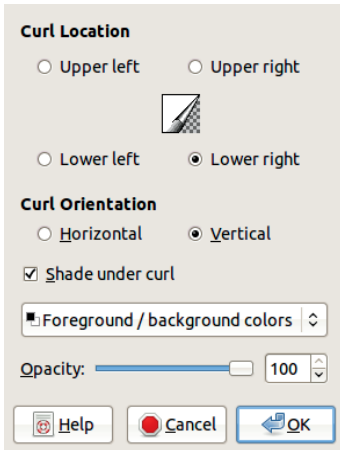 Curl Location
Upper left Upper right
Lower left Lower right
Curl Orientation
Horizontal Vertical
Shade under curl
Foreground / background colors
Opacity: 100
Help Cancel OK